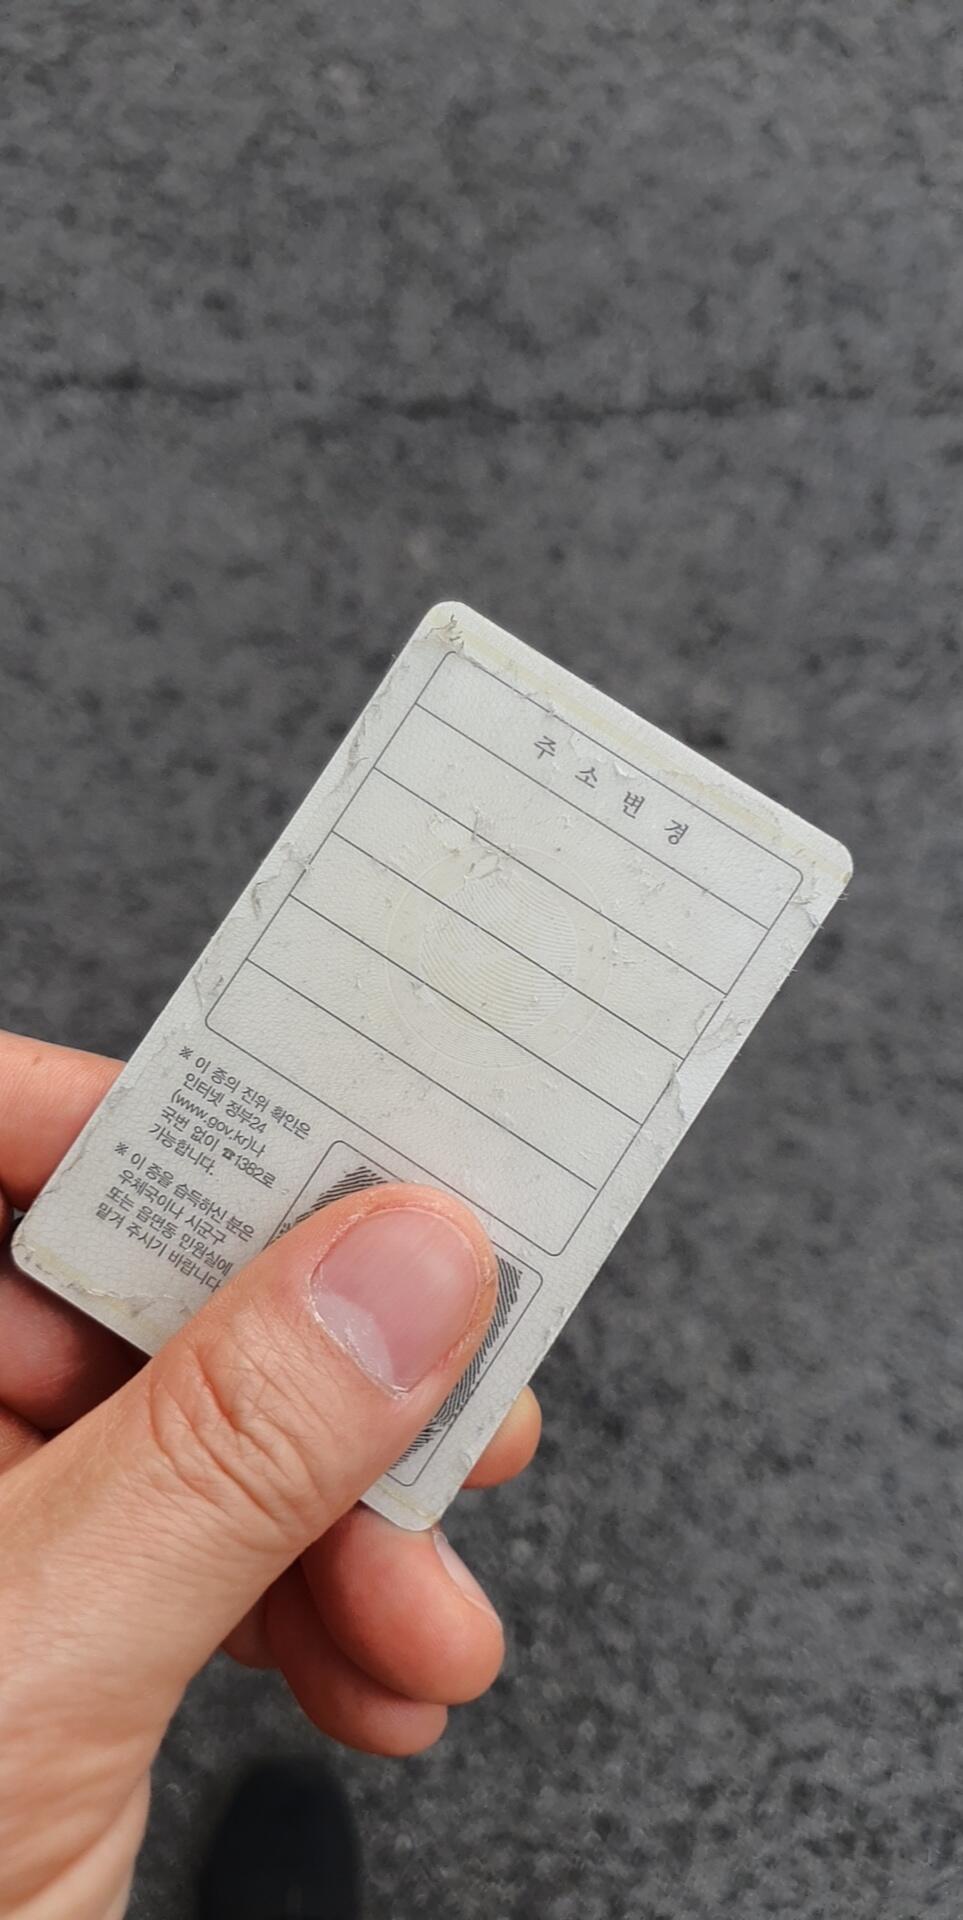 주소변경
※ 이 증의 진위 확인은
인터넷 정부24
(www.gov.kr)나
국번 없이 ☎1382로
가능합니다.
※ 이 증을 습득하신 분은
우체국이나 시군구
또는 읍면동 민원실에
맡겨 주시기 바랍니다